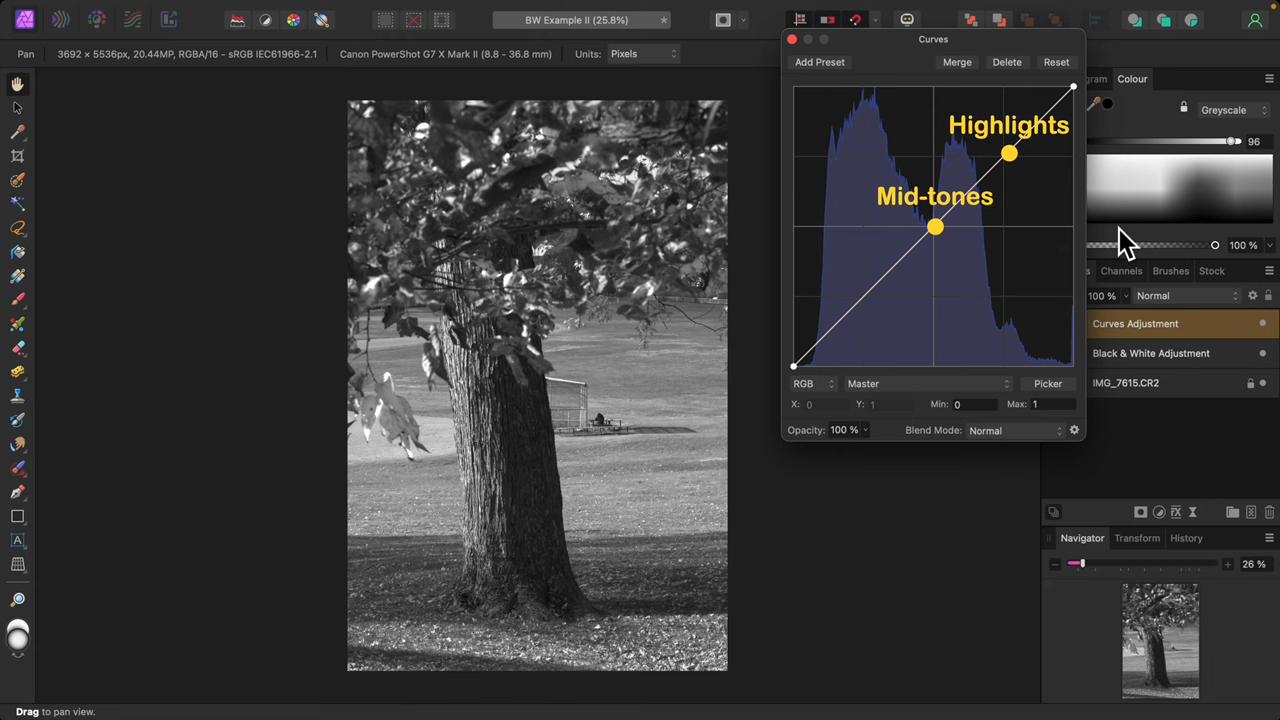 BW Example II (25.8%)
Pan
3692 × 5536px, 20.44MP, RGBA/16 - sRGB IEC61966-2.1
Canon PowerShot G7 X Mark II (8.8 - 36.8 mm)
Units:
Pixels
Curves
Add Preset
Merge
Delete
Reset
Highlights
Mid-tones
RGB
Master
Picker
X: 0
Y: 1
Min: 0
Max: 1
Opacity: 100 %
Blend Mode:
Normal
Colour
Greyscale
96
100 %
Channels
Brushes
Stock
100 %
Normal
Curves Adjustment
Black & White Adjustment
IMG_7615.CR2
Navigator
Transform
History
26 %
Drag to pan view.